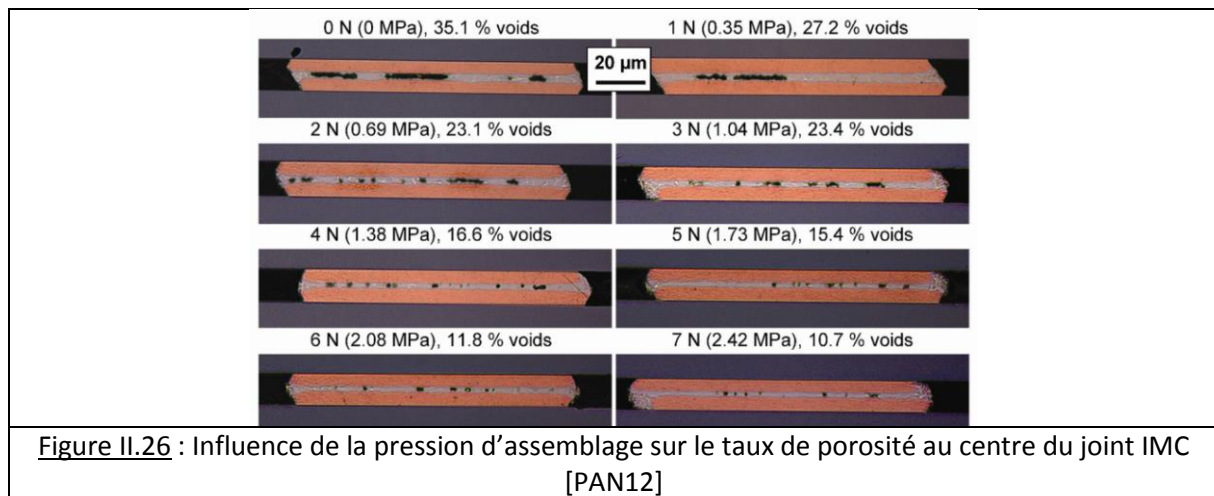 0 N (0 MPa), 35.1 % voids
1 N (0.35 MPa), 27.2 % voids
20 µm
2 N (0.69 MPa), 23.1 % voids
3 N (1.04 MPa), 23.4 % voids
4 N (1.38 MPa), 16.6 % voids
5 N (1.73 MPa), 15.4 % voids
6 N (2.08 MPa), 11.8 % voids
7 N (2.42 MPa), 10.7 % voids
Figure II.26 : Influence de la pression d’assemblage sur le taux de porosité au centre du joint IMC
[PAN12]